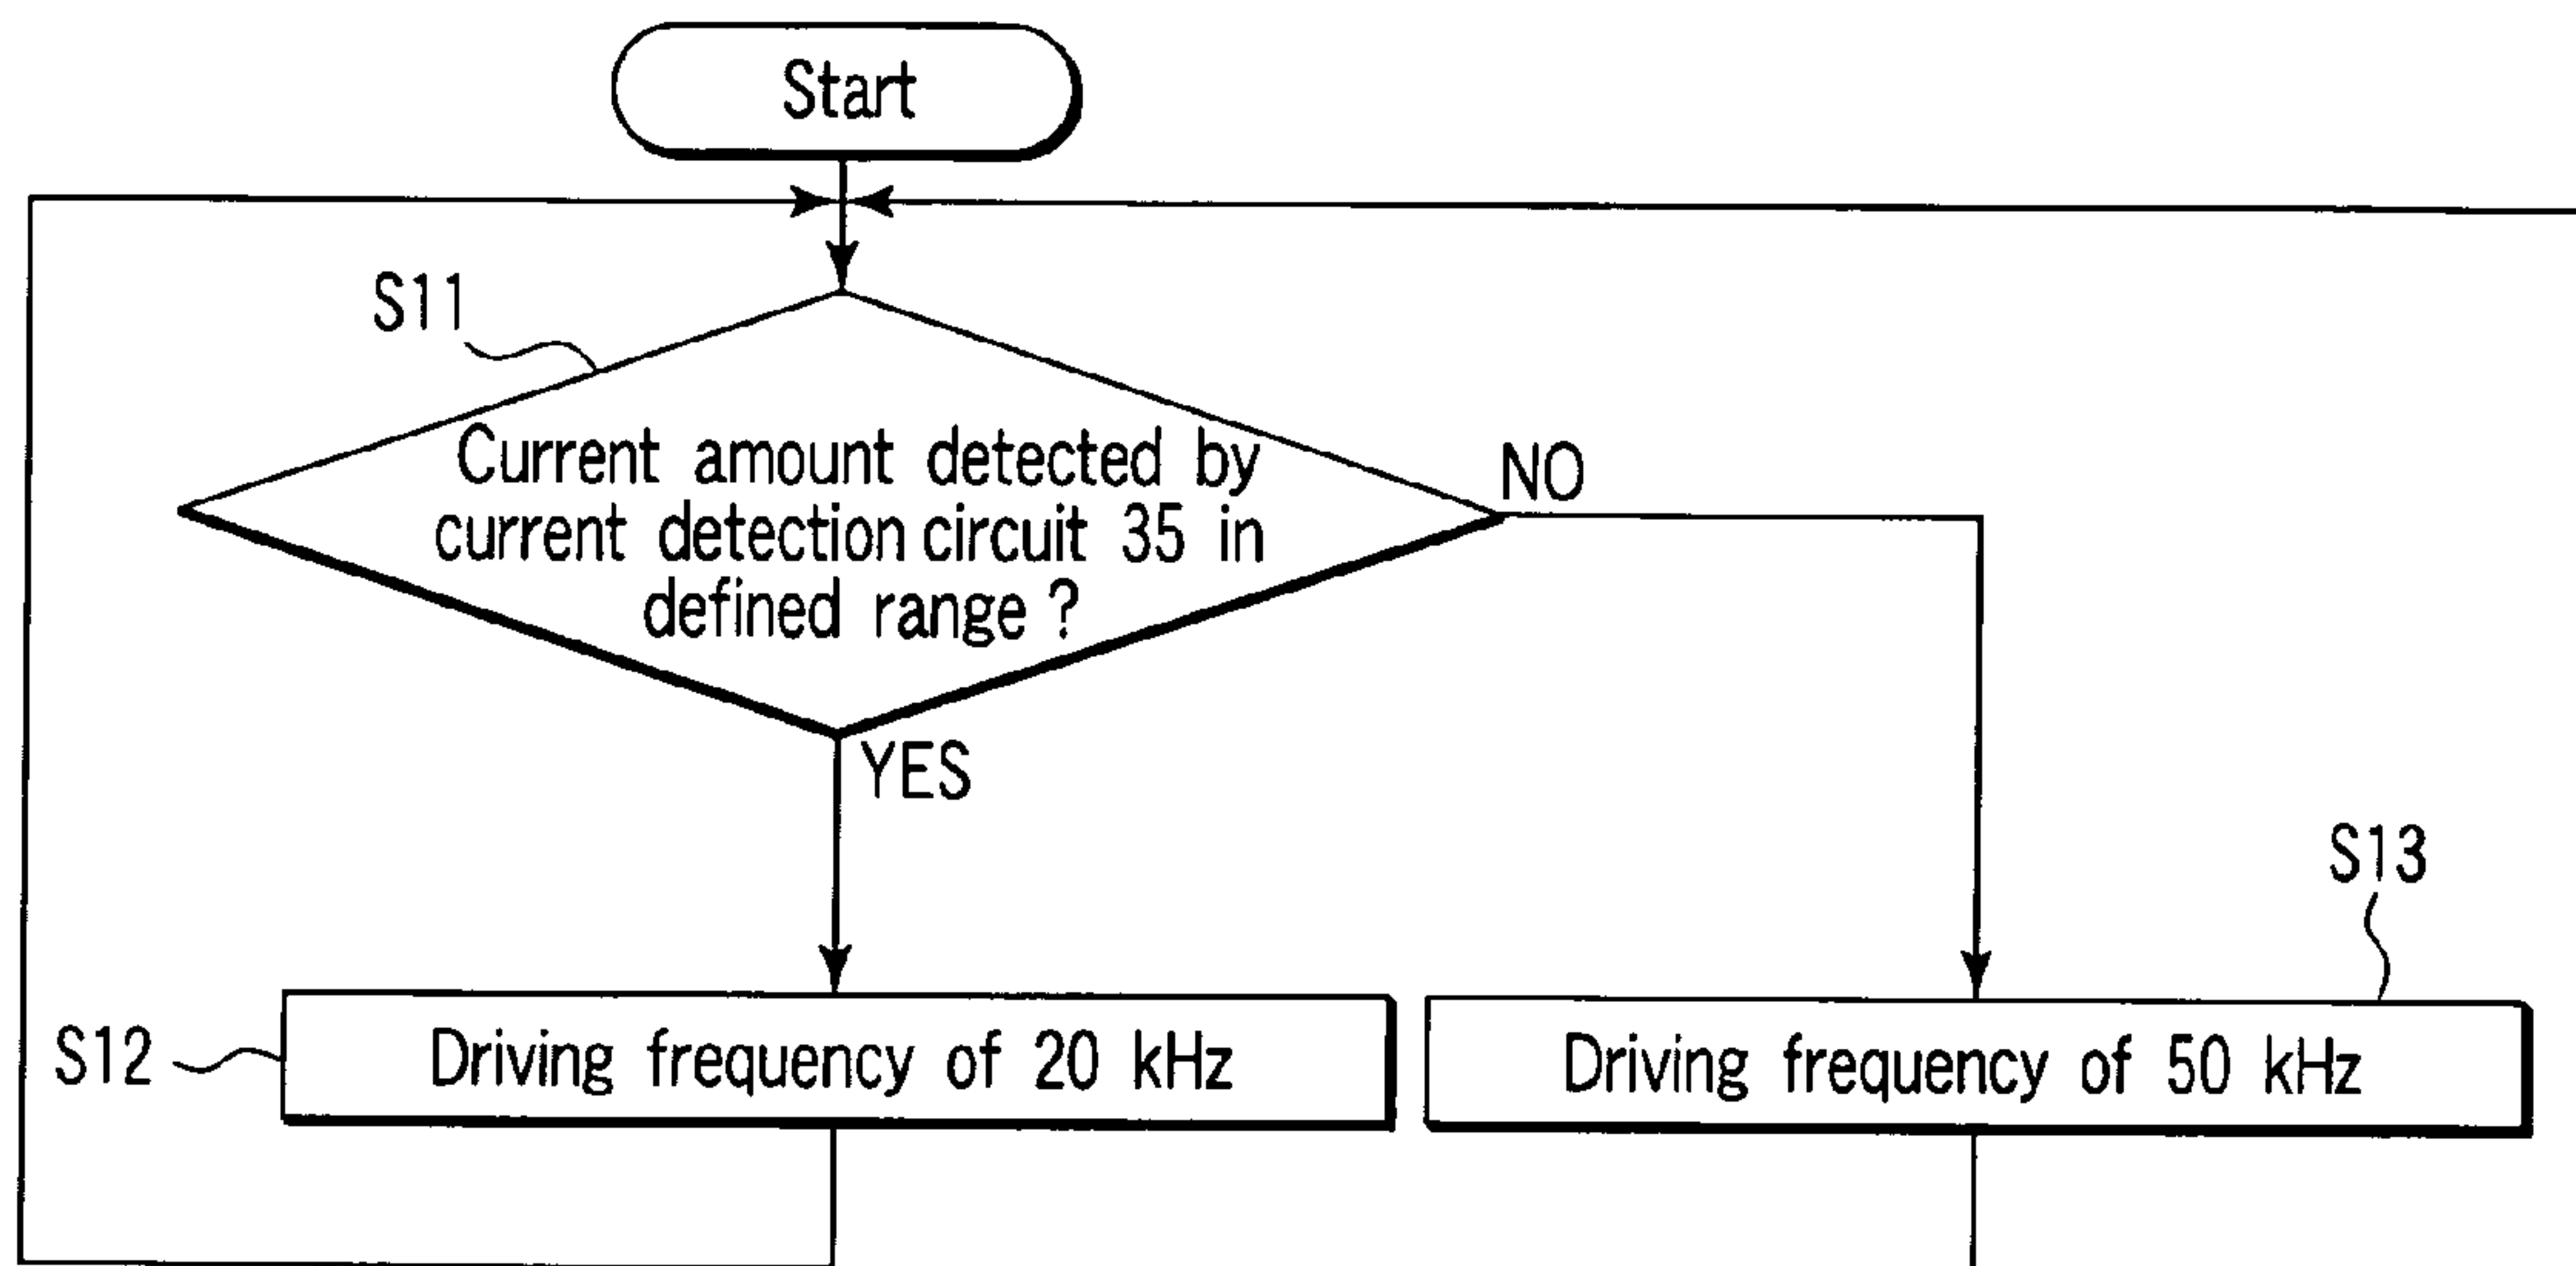 Start
S11
Current amount detected by
current detection circuit 35 in
defined range ?
NO
YES
S13
S12
Driving frequency of 20 kHz
Driving frequency of 50 kHz